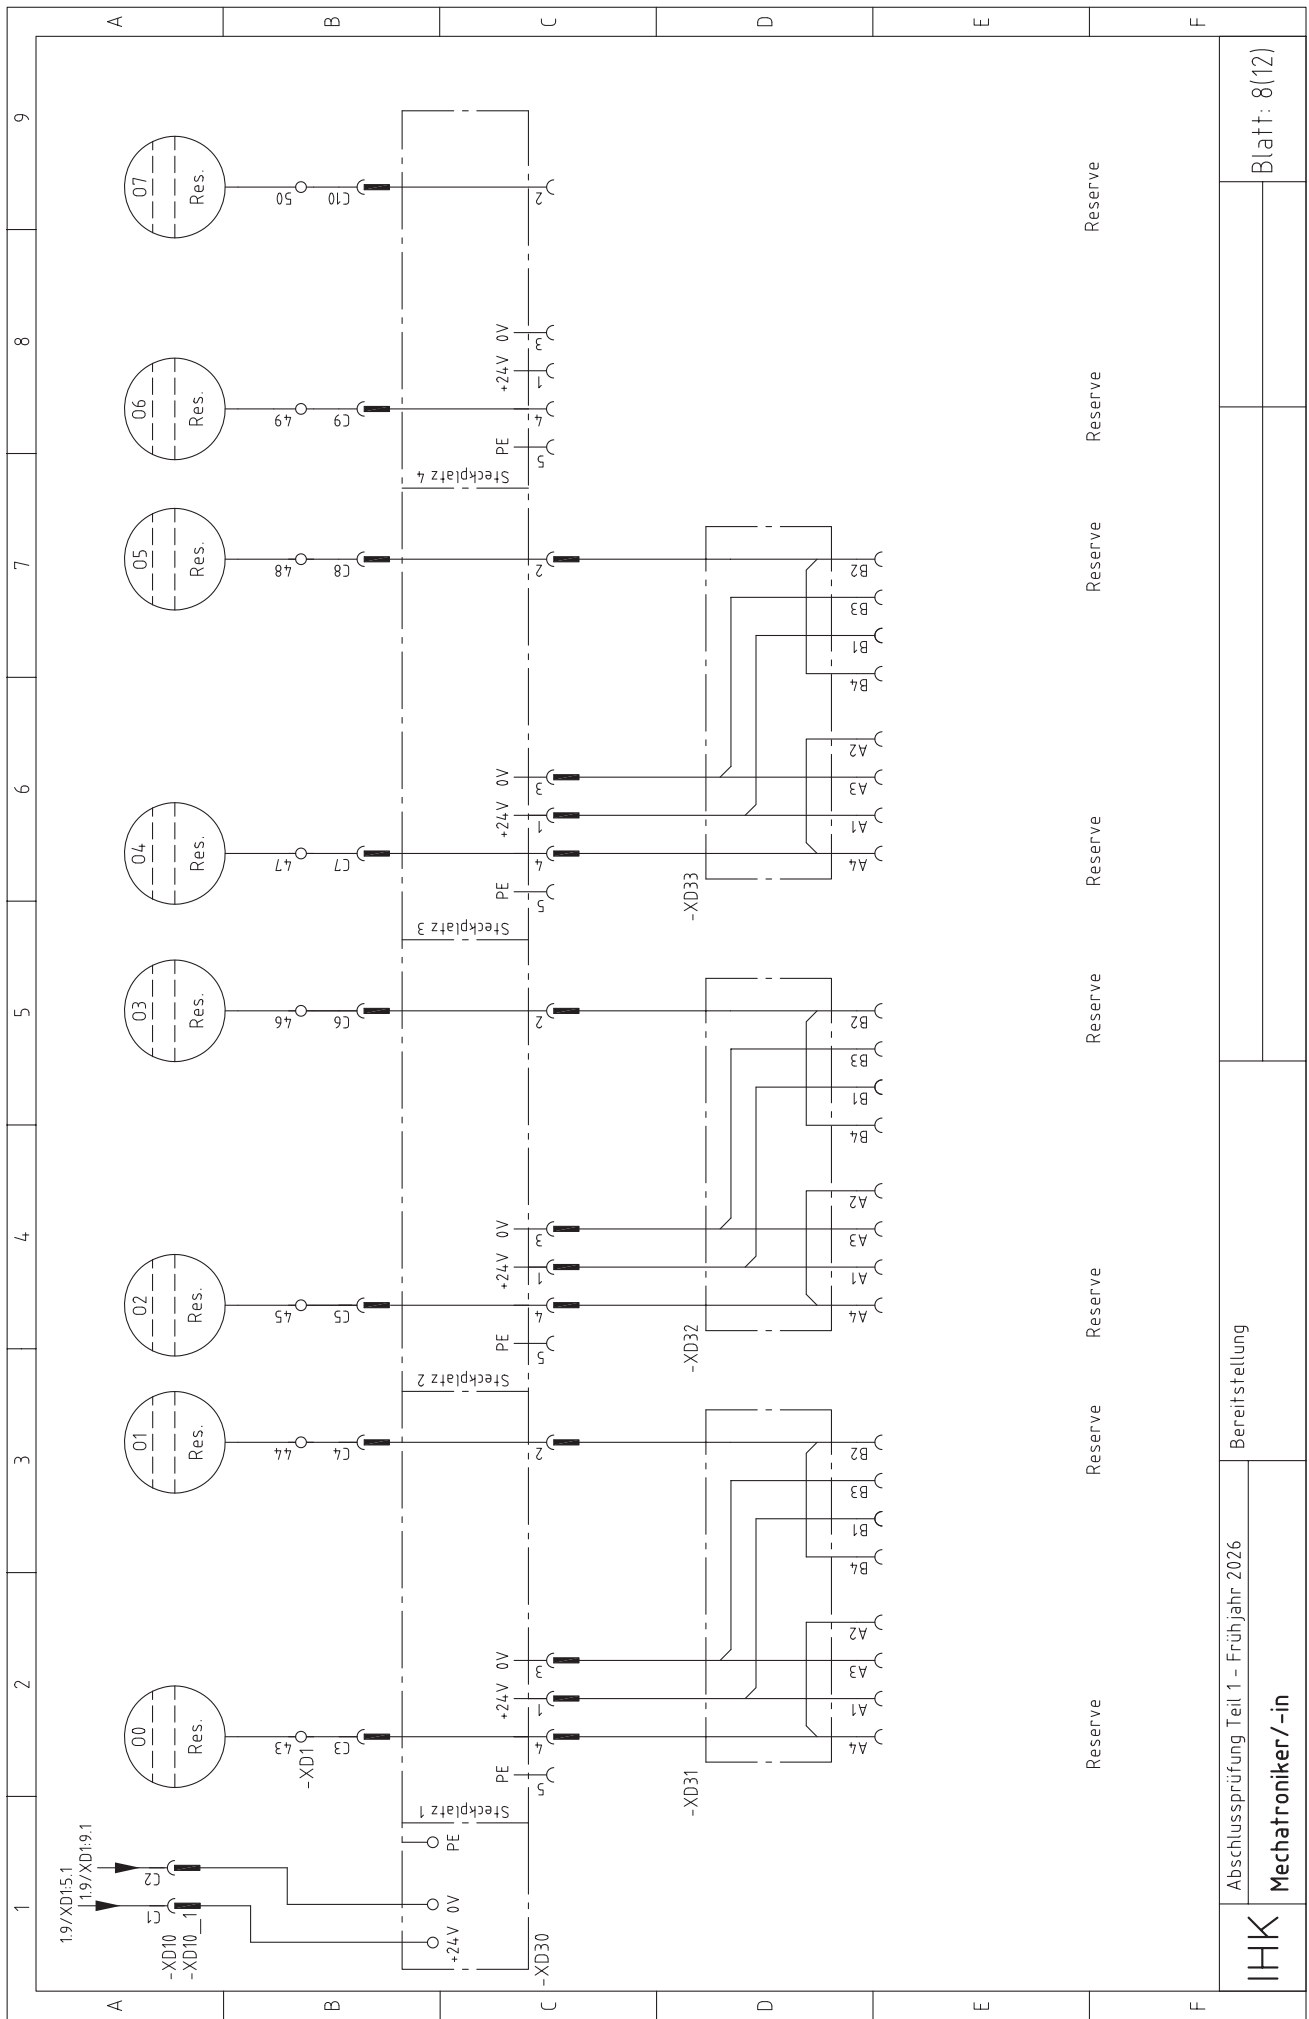 1 2 3 4 5 6 7 8 9
A A
1.9/XD1:5.1
1.9/XD1:9.1
00 01 02 03 04 05 06 07
Res. Res. Res. Res. Res. Res. Res. Res.
C1 C2
-XD10
-XD10__1
B B
43 44 45 46 47 48 49 50
-XD1
C3 C4 C5 C6 C7 C8 C9 C10
+24V 0V PE
Steckplatz 1 Steckplatz 2 Steckplatz 3 Steckplatz 4
C C
PE +24V 0V PE +24V 0V PE +24V 0V PE +24V 0V
5 4 1 3 2 5 4 1 3 2 5 4 1 3 2 5 4 1 3 2
-XD30
-XD31 -XD32 -XD33
D D
A4 A1 A3 A2 B4 B1 B3 B2 A4 A1 A3 A2 B4 B1 B3 B2 A4 A1 A3 A2 B4 B1 B3 B2
E E
Reserve Reserve Reserve Reserve Reserve Reserve Reserve Reserve
F F
IHK
Abschlussprüfung Teil 1 – Frühjahr 2026
Mechatroniker/-in
Bereitstellung
Blatt: 8(12)